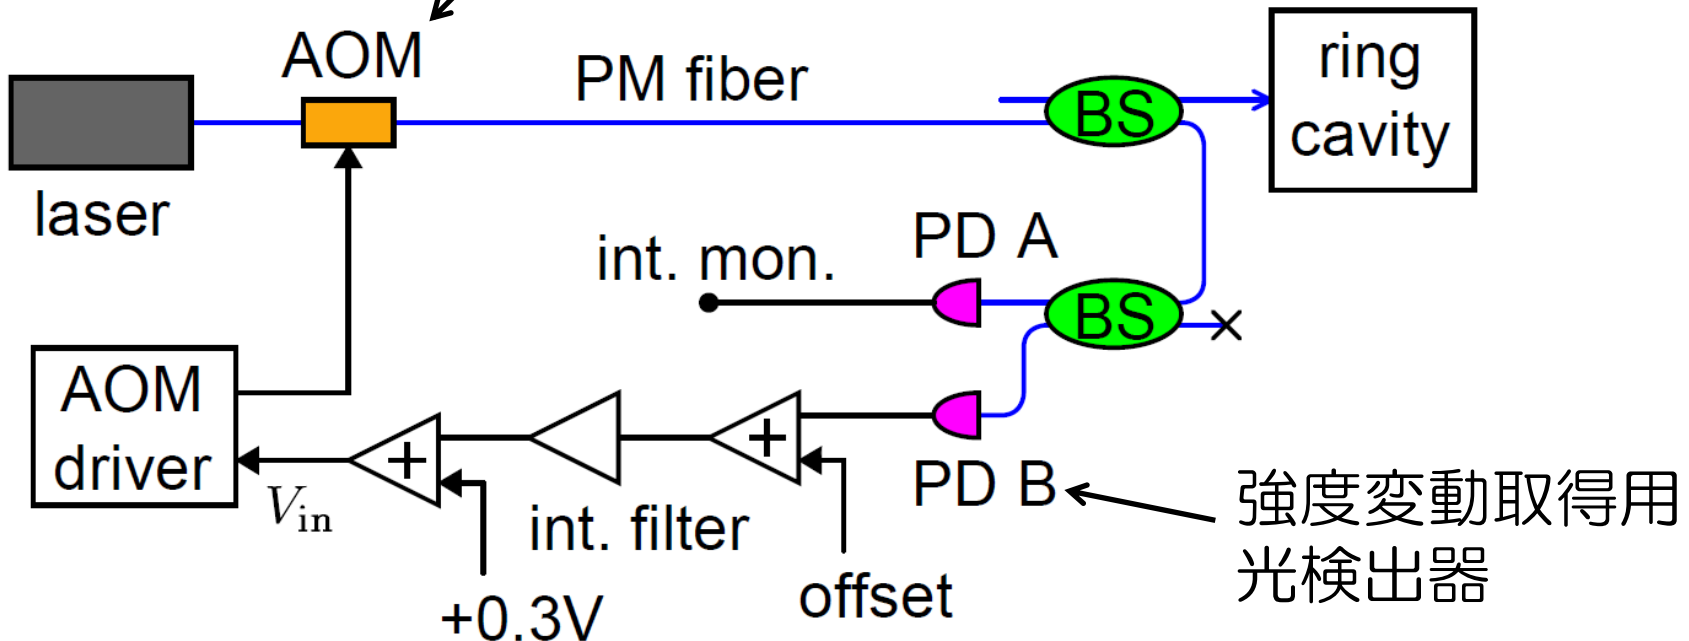 AOM
PM fiber
BS
ring
cavity
laser
int. mon.
PD A
BS
AOM
driver
V_in
+
int. filter
+
PD B
+0.3V
offset
強度変動取得用
光検出器